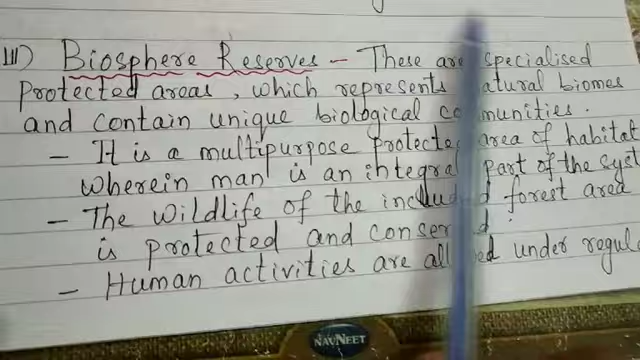 III) Biosphere Reserves - These are specialised
Protected areas, which represents natural biomes
and contain unique biological communities.
- It is a multipurpose protected area of habitat
wherein man is an integral part of the syst
- The wildlife of the included forest area
is protected and conserved.
- Human activities are allowed under regula
NAVNEET